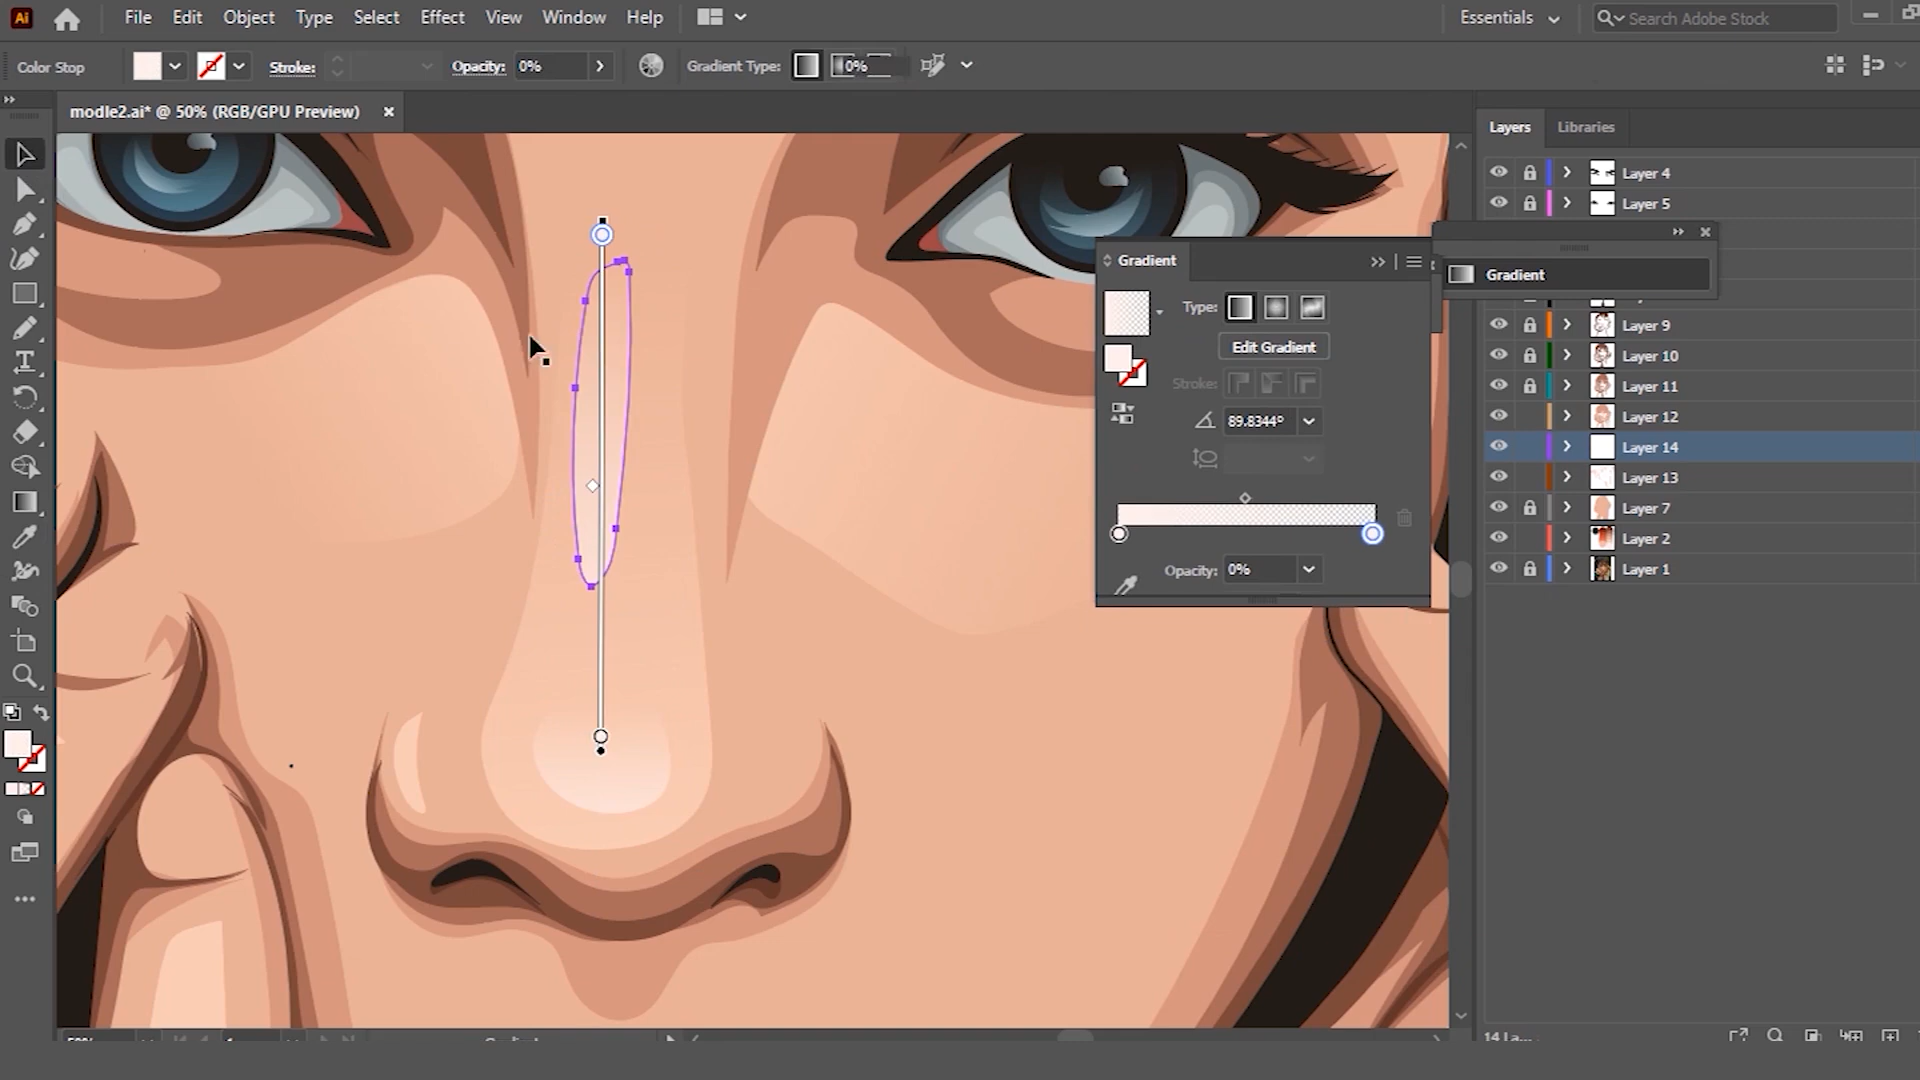 Ai File Edit Object Type Select Effect View Window Help Essentials Search Adobe Stock
Color Stop Stroke: Opacity: 0% Gradient Type: 0%
modle2.ai* @ 50% (RGB/GPU Preview)
Layers Libraries
Layer 4
Layer 5
Gradient
Gradient
Type:
Edit Gradient
Stroke:
89.8344°
Opacity: 0%
Layer 9
Layer 10
Layer 11
Layer 12
Layer 14
Layer 13
Layer 7
Layer 2
Layer 1
14 La...